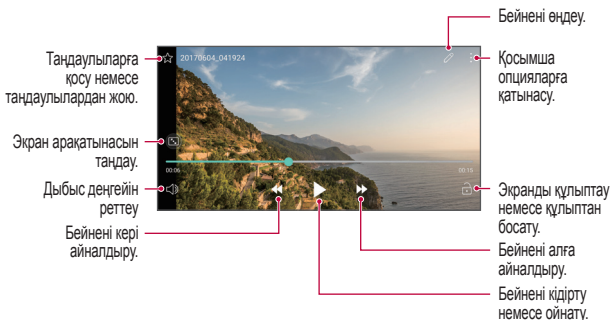 Бейнені өңдеу.
Таңдаулыларға
қосу немесе
таңдаулылардан жою.
20170604_041924
Қосымша
опцияларға
қатынасу.
Экран арақатынасын
таңдау.
00:06
00:15
Дыбыс деңгейін
реттеу
Экранды құлыптау
немесе құлыптан
босату.
Бейнені кері
айналдыру.
Бейнені алға
айналдыру.
Бейнені кідірту
немесе ойнату.